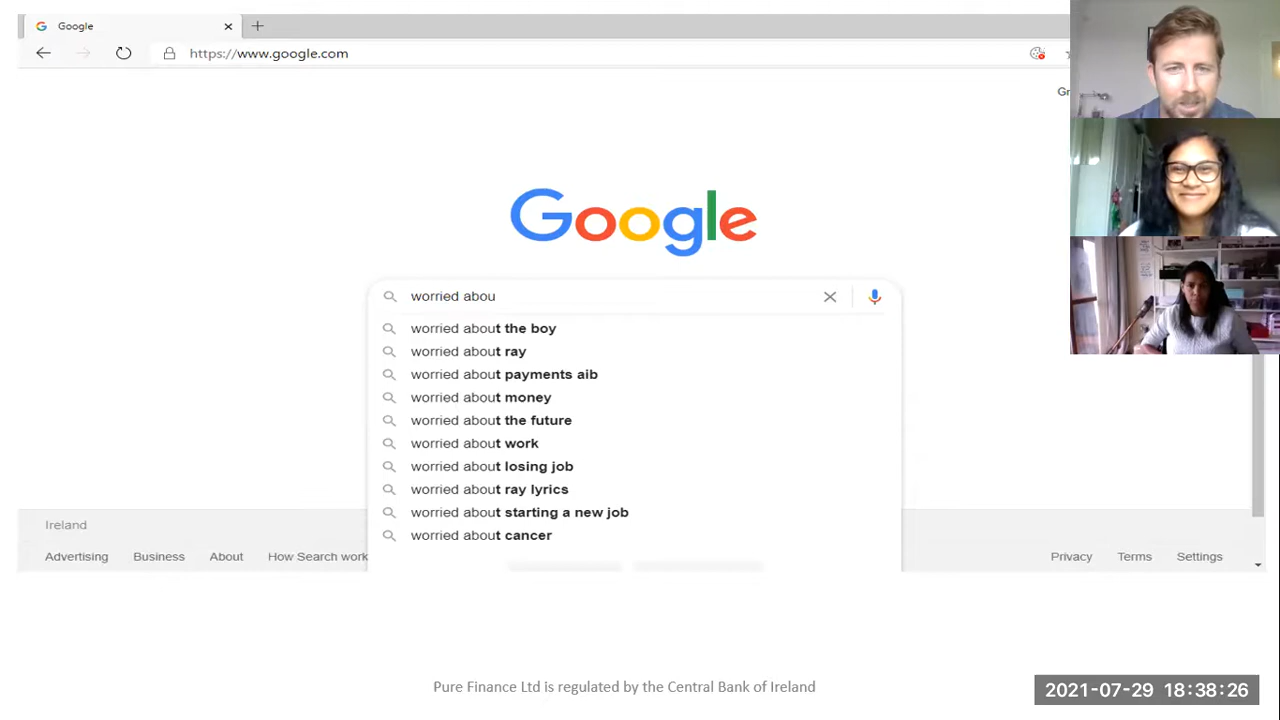 Google
https://www.google.com
Gr
Google
worried abou
worried about the boy
worried about ray
worried about payments aib
worried about money
worried about the future
worried about work
worried about losing job
worried about ray lyrics
worried about starting a new job
worried about cancer
Ireland
Advertising Business About How Search work Privacy Terms Settings
Pure Finance Ltd is regulated by the Central Bank of Ireland
2021-07-29 18:38:26